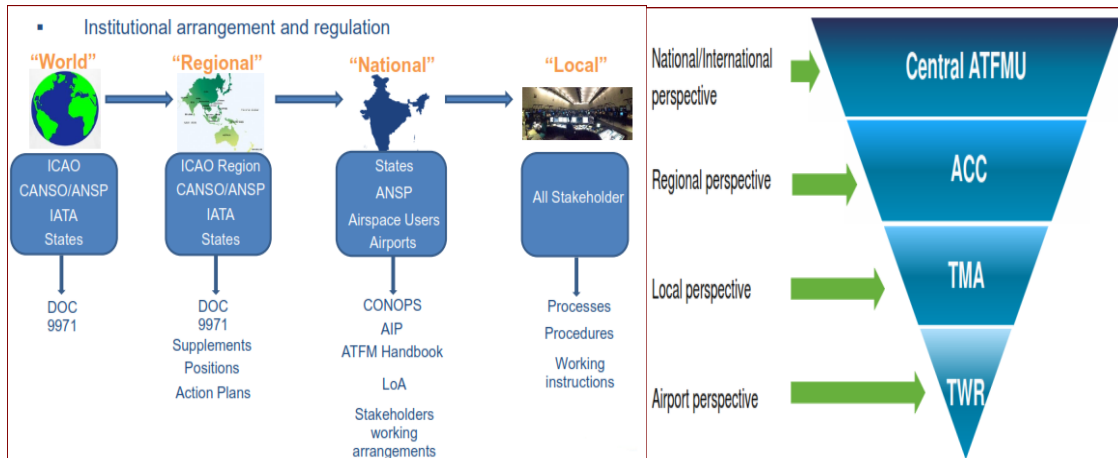 ▪ Institutional arrangement and regulation
“World”
“Regional”
“National”
“Local”
ICAO
CANSO/ANSP
IATA
States
ICAO Region
CANSO/ANSP
IATA
States
States
ANSP
Airspace Users
Airports
All Stakeholder
DOC
9971
DOC
9971
Supplements
Positions
Action Plans
CONOPS
AIP
ATFM Handbook
LoA
Stakeholders
working
arrangements
Processes
Procedures
Working
instructions
National/International
perspective
Regional perspective
Local perspective
Airport perspective
Central ATFMU
ACC
TMA
TWR